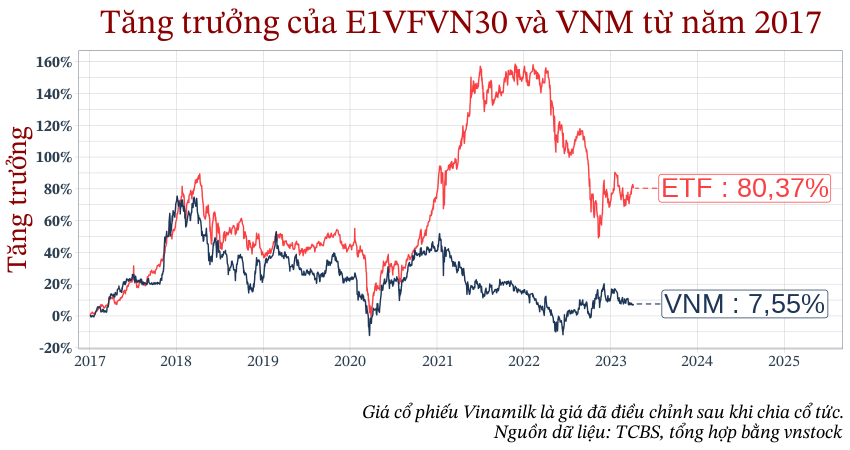 Tăng trưởng của E1VFVN30 và VNM từ năm 2017
Tăng trưởng
160%
140%
120%
100%
80%
60%
40%
20%
0%
-20%
ETF : 80,37%
VNM : 7,55%
2017 2018 2019 2020 2021 2022 2023 2024 2025
Giá cổ phiếu Vinamilk là giá đã điều chỉnh sau khi chia cổ tức.
Nguồn dữ liệu: TCBS, tổng hợp bằng vnstock